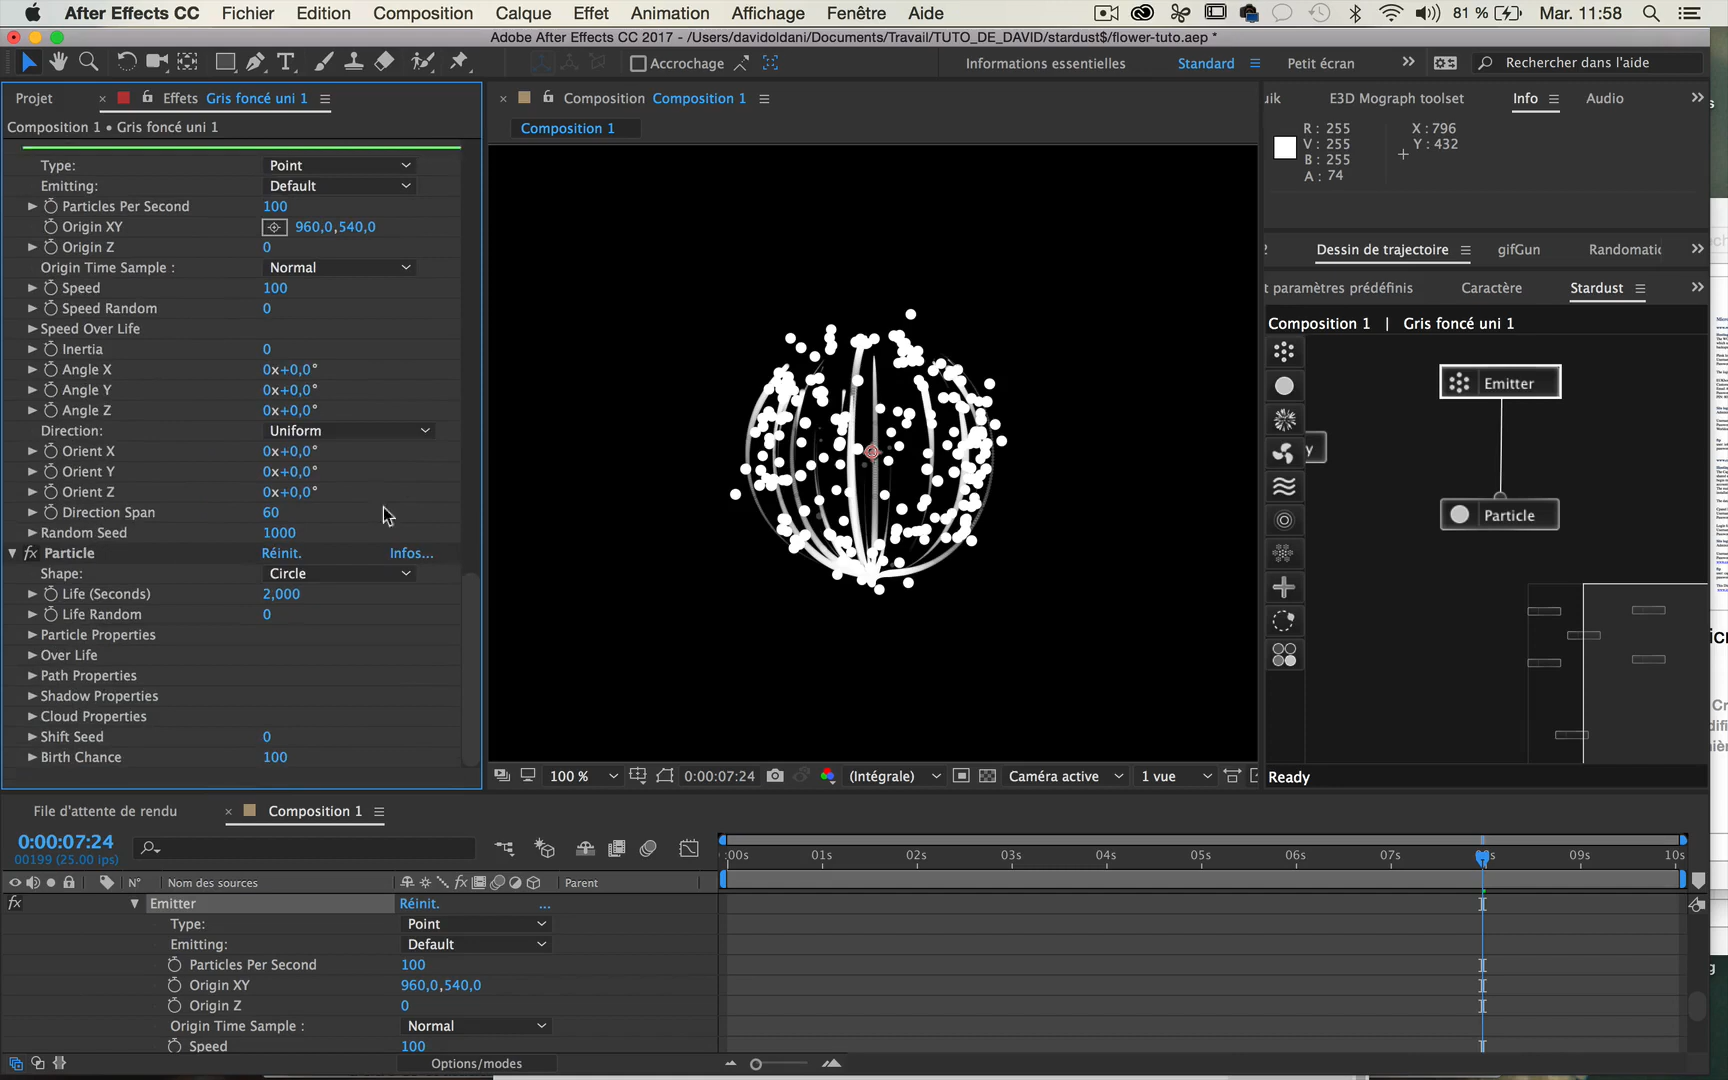 After Effects CC Fichier Edition Composition Calque Effet Animation Affichage Fenêtre Aide 81 % Mar. 11:58
Adobe After Effects CC 2017 - /Users/davidoldani/Documents/Travail/TUTO_DE_DAVID/stardust$/flower-tuto.aep *
Accrochage Informations essentielles Standard Petit écran Rechercher dans l'aide
Projet Effets Gris foncé uni 1
Composition 1 • Gris foncé uni 1
Type: Point
Emitting: Default
Particles Per Second 100
Origin XY 960,0,540,0
Origin Z 0
Origin Time Sample : Normal
Speed 100
Speed Random 0
Speed Over Life
Inertia 0
Angle X 0x+0,0°
Angle Y 0x+0,0°
Angle Z 0x+0,0°
Direction: Uniform
Orient X 0x+0,0°
Orient Y 0x+0,0°
Orient Z 0x+0,0°
Direction Span 60
Random Seed 1000
fx Particle Réinit. Infos...
Shape: Circle
Life (Seconds) 2,000
Life Random 0
Particle Properties
Over Life
Path Properties
Shadow Properties
Cloud Properties
Shift Seed 0
Birth Chance 100
Composition Composition 1
Composition 1
100 % 0:00:07:24 (Intégrale) Caméra active 1 vue
uik E3D Mograph toolset Info Audio
R : 255 X : 796
V : 255 Y : 432
B : 255
A : 74
2 Dessin de trajectoire gifGun Randomatic
t paramètres prédéfinis Caractère Stardust
Composition 1 | Gris foncé uni 1
Emitter
y
Particle
Ready
File d'attente de rendu Composition 1
0:00:07:24
00199 (25.00 ips)
:00s 01s 02s 03s 04s 05s 06s 07s 09s 10s
N° Nom des sources fx Parent
fx Emitter Réinit. ...
Type: Point
Emitting: Default
Particles Per Second 100
Origin XY 960,0,540,0
Origin Z 0
Origin Time Sample : Normal
Speed 100
Options/modes